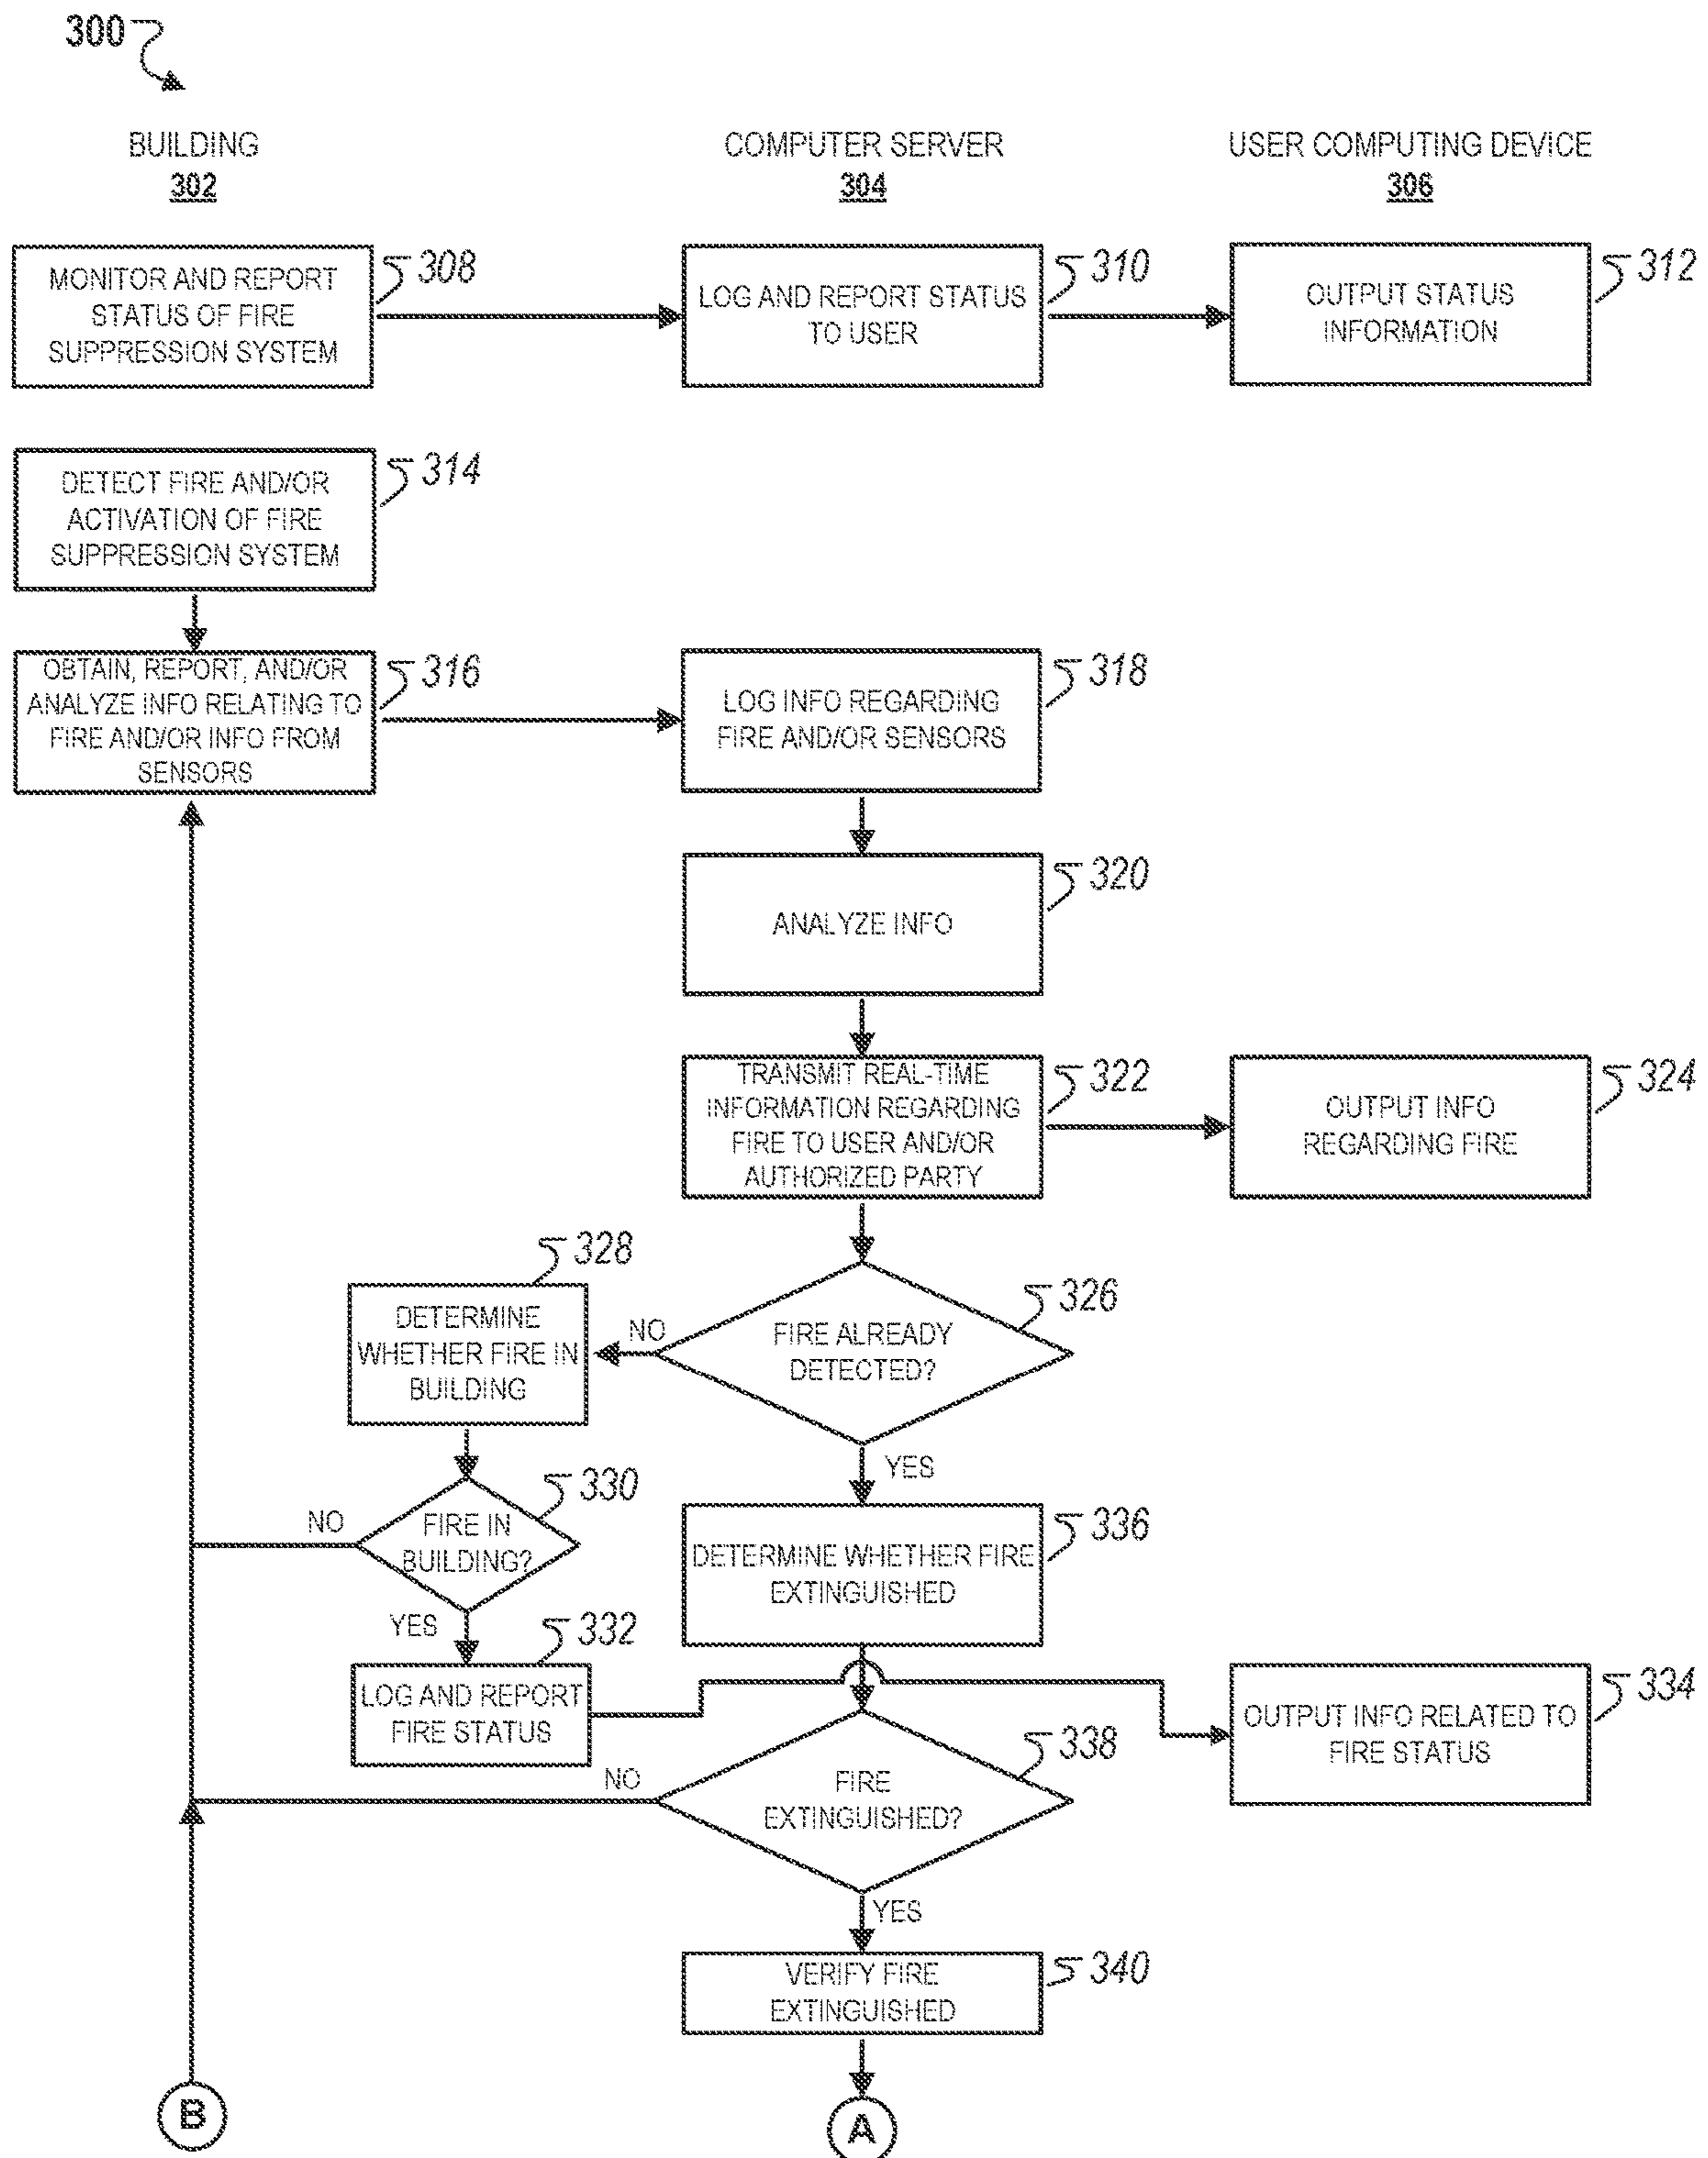 300
BUILDING
302
COMPUTER SERVER
304
USER COMPUTING DEVICE
306
MONITOR AND REPORT
STATUS OF FIRE
SUPPRESSION SYSTEM
308
LOG AND REPORT STATUS
TO USER
310
OUTPUT STATUS
INFORMATION
312
DETECT FIRE AND/OR
ACTIVATION OF FIRE
SUPPRESSION SYSTEM
314
OBTAIN, REPORT, AND/OR
ANALYZE INFO RELATING TO
FIRE AND/OR INFO FROM
SENSORS
316
LOG INFO REGARDING
FIRE AND/OR SENSORS
318
ANALYZE INFO
320
TRANSMIT REAL-TIME
INFORMATION REGARDING
FIRE TO USER AND/OR
AUTHORIZED PARTY
322
OUTPUT INFO
REGARDING FIRE
324
FIRE ALREADY
DETECTED?
326
NO
YES
DETERMINE
WHETHER FIRE IN
BUILDING
328
FIRE IN
BUILDING?
330
NO
YES
LOG AND REPORT
FIRE STATUS
332
OUTPUT INFO RELATED TO
FIRE STATUS
334
DETERMINE WHETHER FIRE
EXTINGUISHED
336
FIRE
EXTINGUISHED?
338
NO
YES
VERIFY FIRE
EXTINGUISHED
340
B
A